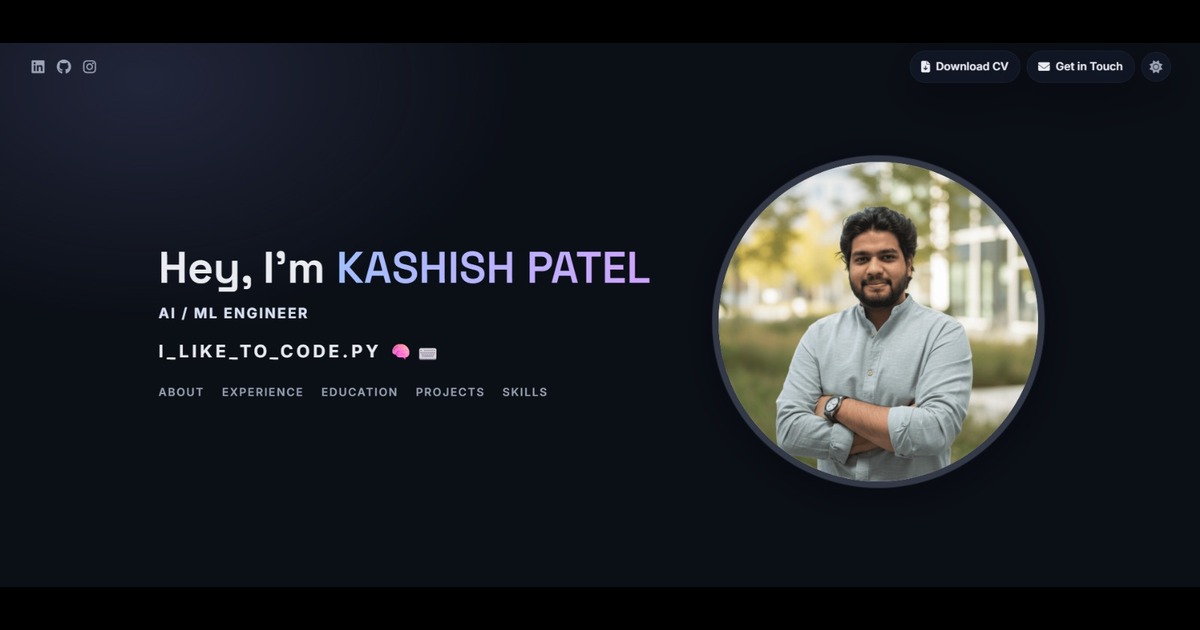 Download CV
Get in Touch
Hey, I’m KASHISH PATEL
AI / ML ENGINEER
I_LIKE_TO_CODE.PY
ABOUT EXPERIENCE EDUCATION PROJECTS SKILLS